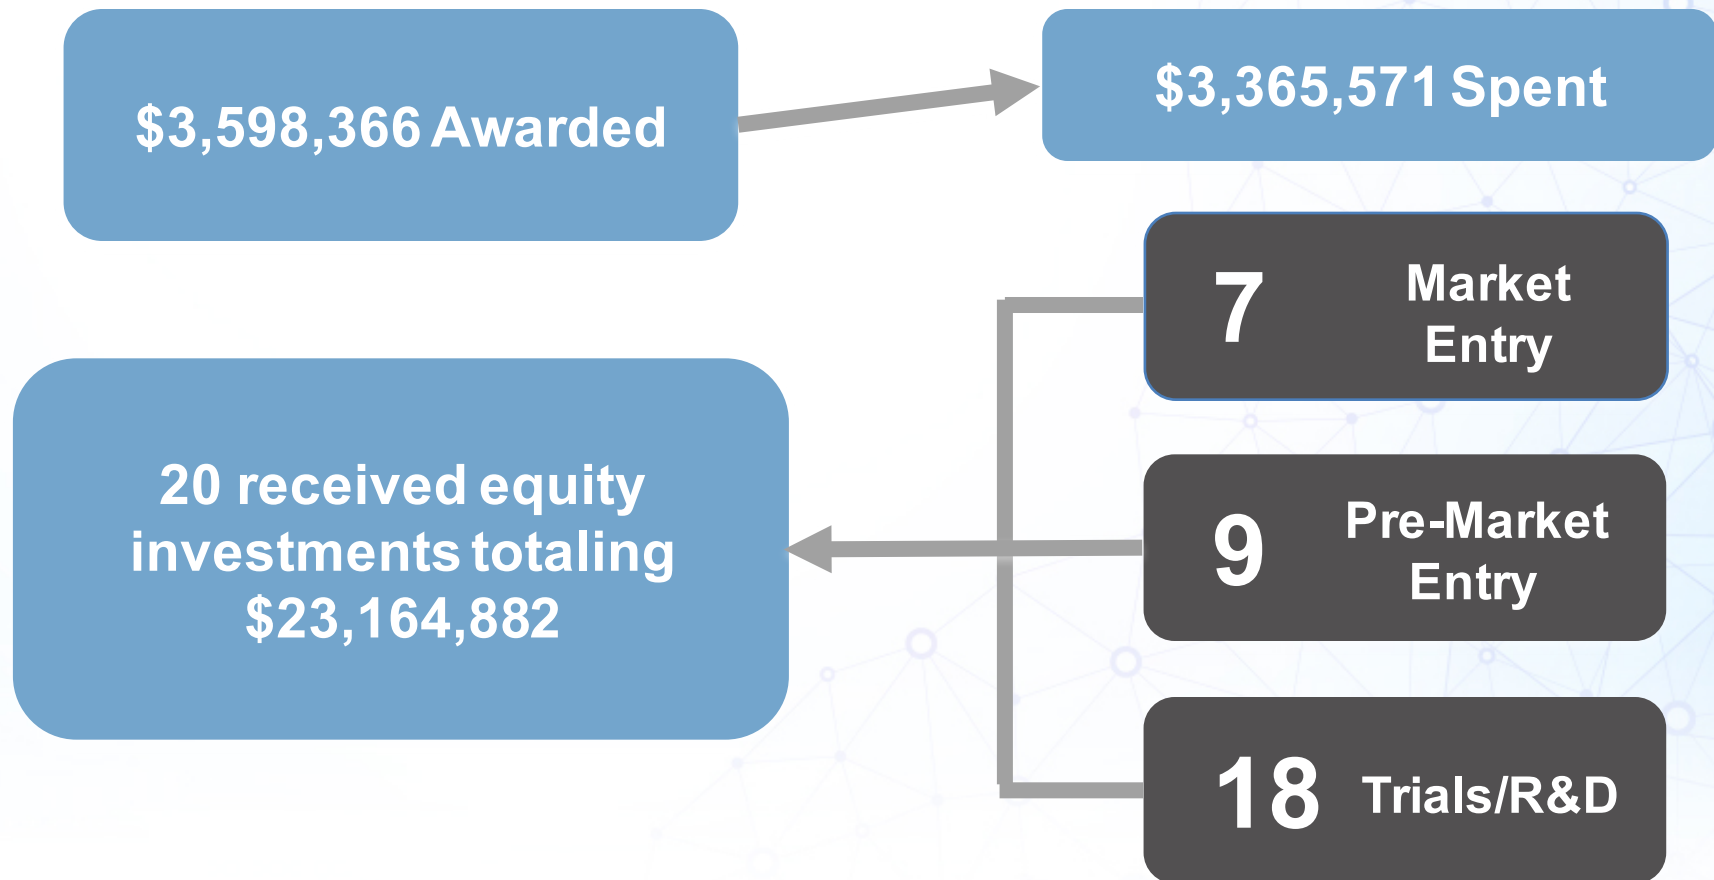 $3,598,366 Awarded
$3,365,571 Spent
7
Market
Entry
20 received equity
investments totaling
$23,164,882
9
Pre-Market
Entry
18
Trials/R&D